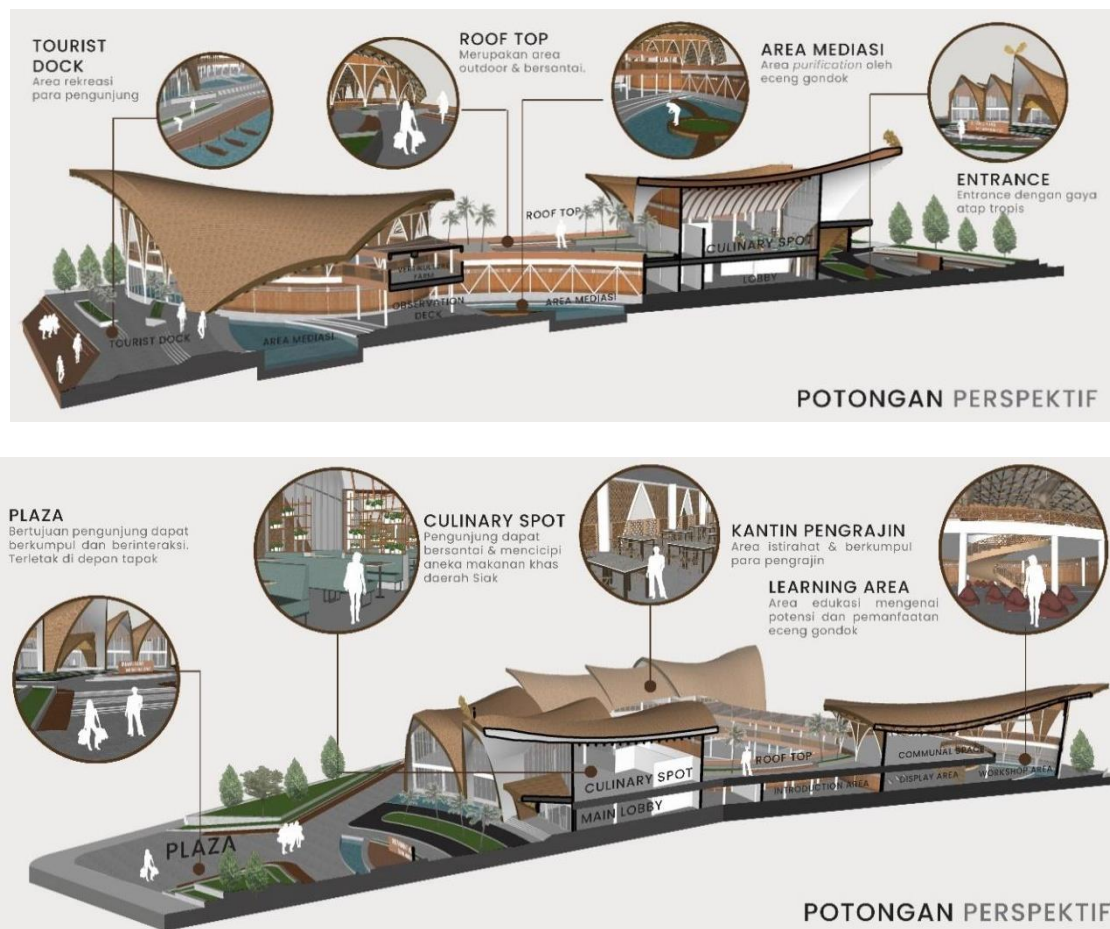 TOURIST
DOCK
Area rekreasi
para pengunjung
ROOF TOP
Merupakan area
outdoor & bersantai.
AREA MEDIASI
Area purification oleh
eceng gondok
ENTRANCE
Entrance dengan gaya
atap tropis
ROOF TOP
CULINARY SPOT
LOBBY
OBSERVATION
DECK
AREA MEDIASI
TOURIST DOCK
AREA MEDIASI
POTONGAN PERSPEKTIF
PLAZA
Bertujuan pengunjung dapat
berkumpul dan berinteraksi.
Terletak di depan tapak
CULINARY SPOT
Pengunjung dapat
bersantai & mencicipi
aneka makanan khas
daerah Siak
KANTIN PENGRAJIN
Area istirahat & berkumpul
para pengrajin
LEARNING AREA
Area edukasi mengenai
potensi dan pemanfaatan
eceng gondok
CULINARY SPOT
MAIN LOBBY
ROOF TOP
INTRODUCTION AREA
COMMUNAL SPACE
DISPLAY AREA
WORKSHOP AREA
PLAZA
POTONGAN PERSPEKTIF